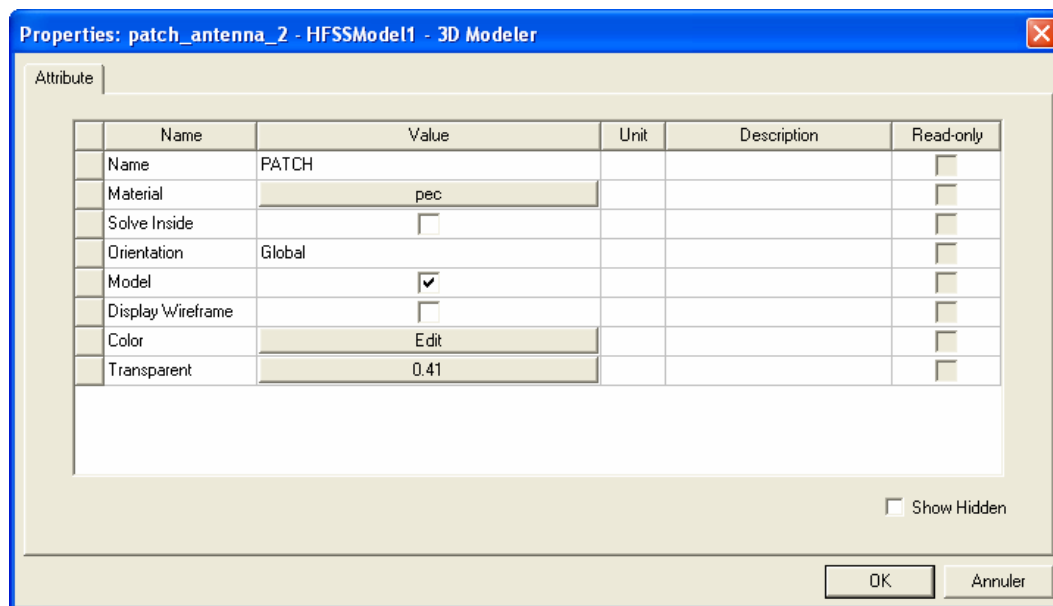 Properties: patch_antenna_2 - HFSSModel1 - 3D Modeler
Attribute
Name Value Unit Description Read-only
Name PATCH
Material pec
Solve Inside
Orientation Global
Model
Display Wireframe
Color Edit
Transparent 0.41
Show Hidden
OK Annuler